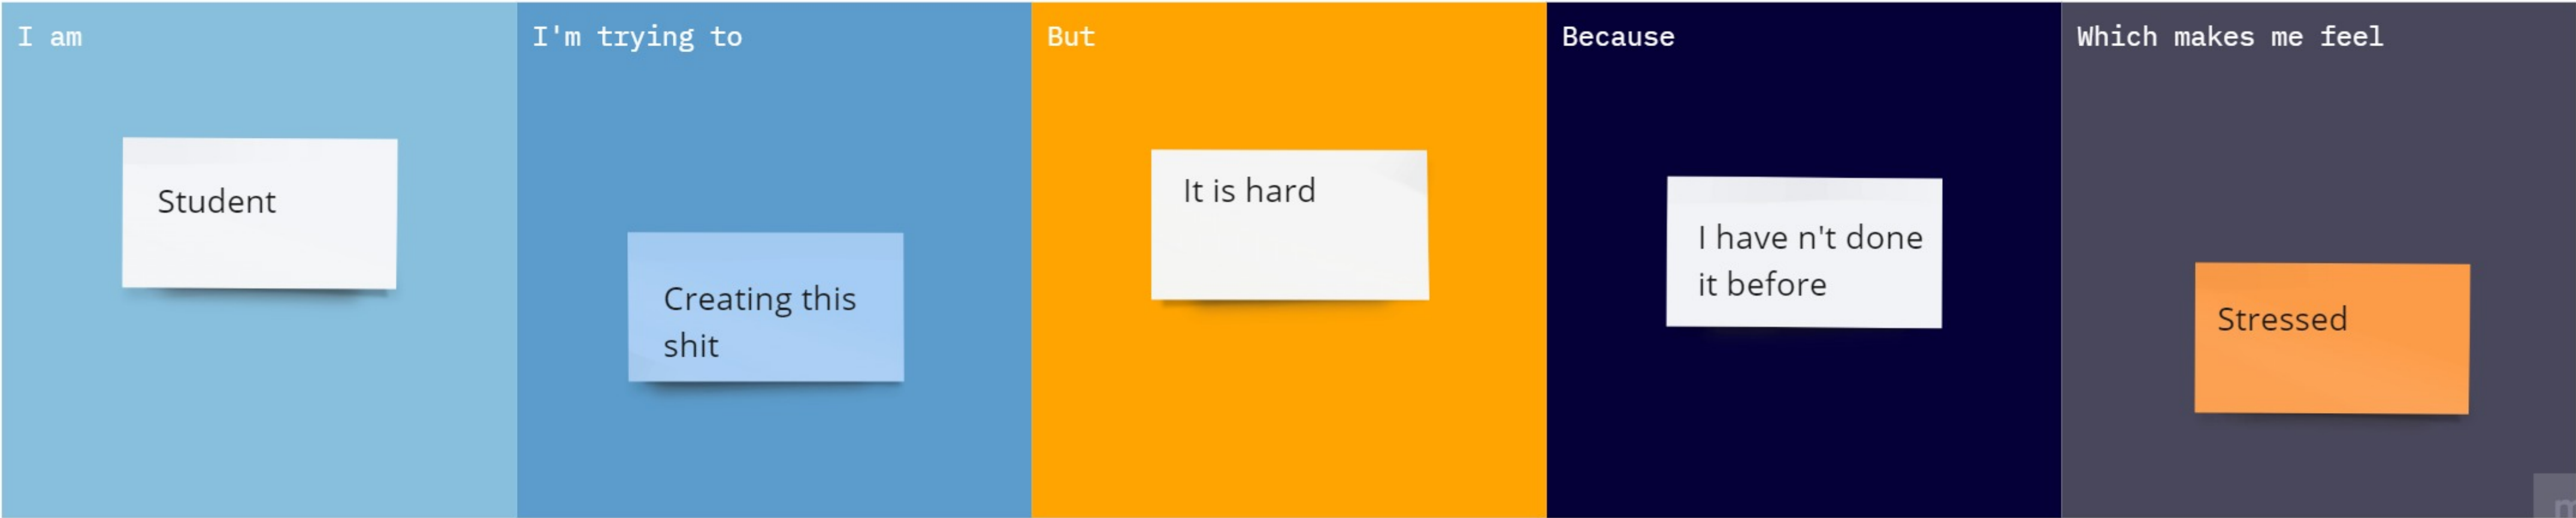 I am
Student
I'm trying to
Creating this
shit
But
It is hard
Because
I have n't done
it before
Which makes me feel
Stressed